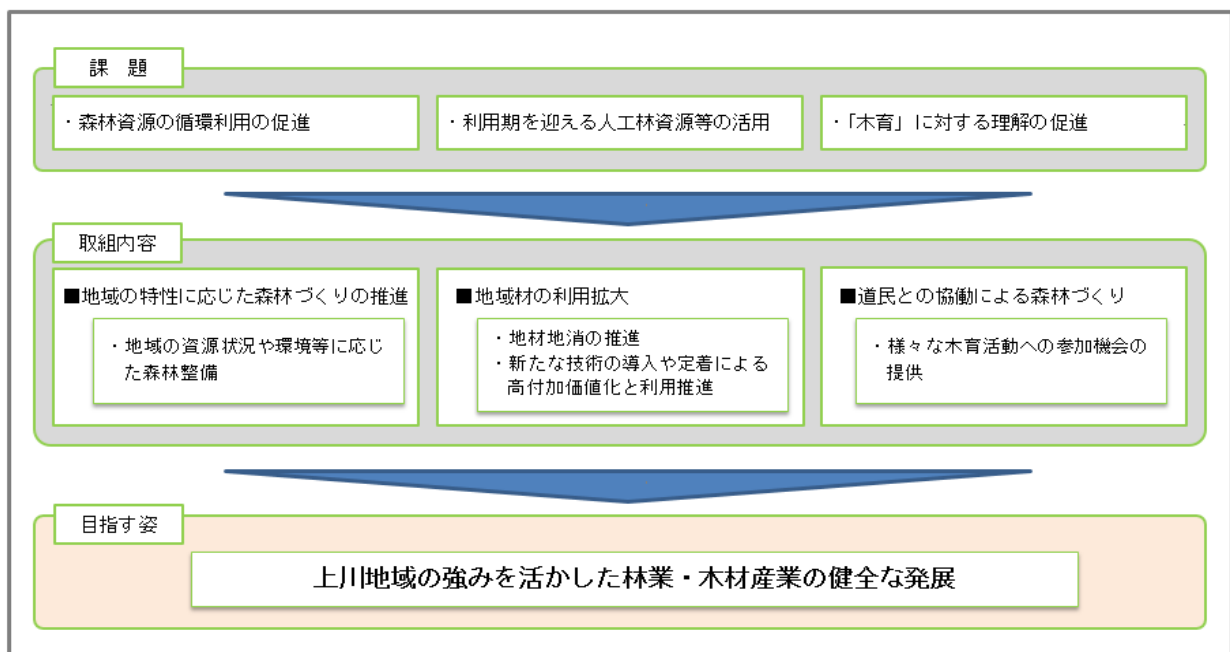 課　題
・森林資源の循環利用の促進
・利用期を迎える人工林資源等の活用
・「木育」に対する理解の促進
取組内容
■地域の特性に応じた森林づくりの推進
・地域の資源状況や環境等に応じ
た森林整備
■地域材の利用拡大
・地材地消の推進
・新たな技術の導入や定着による
高付加価値化と利用推進
■道民との協働による森林づくり
・様々な木育活動への参加機会の
提供
目指す姿
上川地域の強みを活かした林業・木材産業の健全な発展